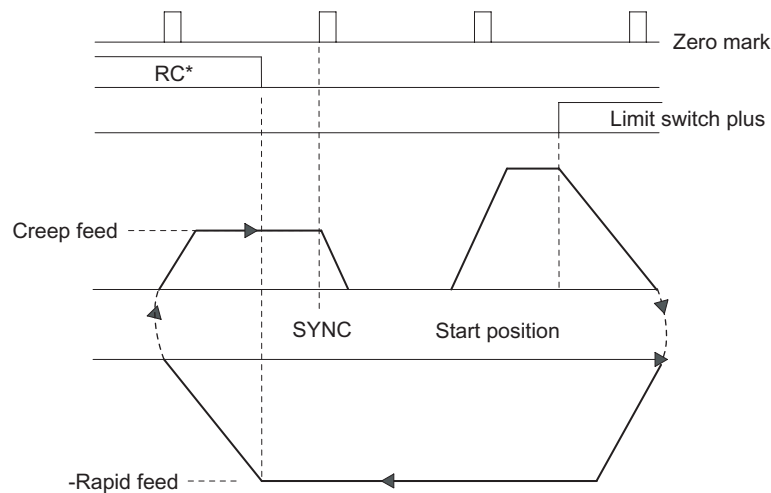 Zero mark
RC*
Limit switch plus
Creep feed
SYNC
Start position
-Rapid feed